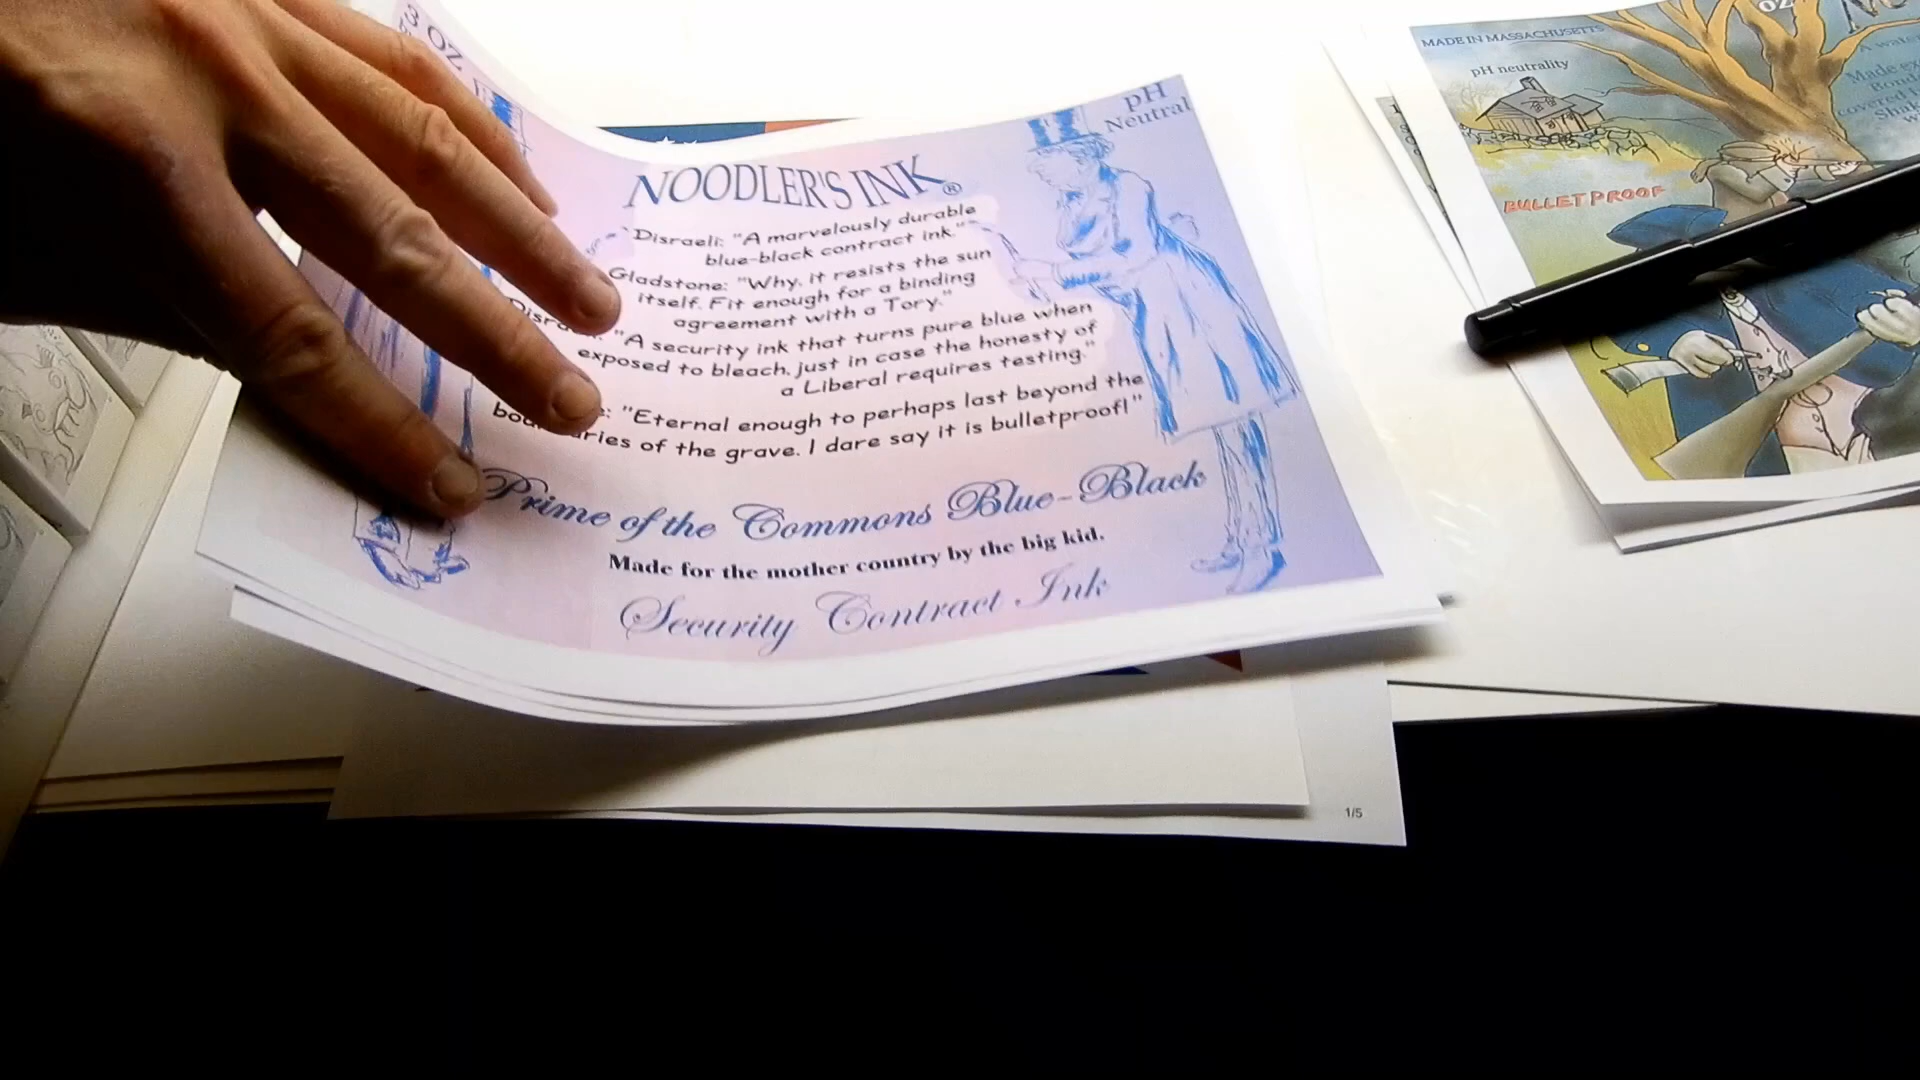 3 OZ
pH
Neutral
NOODLER'S INK®
Disraeli: "A marvelously durable
blue-black contract ink."
Gladstone: "Why, it resists the sun
itself. Fit enough for a binding
agreement with a Tory."
"A security ink that turns pure blue when
exposed to bleach, just in case the honesty of
a Liberal requires testing."
"Eternal enough to perhaps last beyond the
of the grave. I dare say it is bulletproof!"
Prime of the Commons Blue-Black
Made for the mother country by the big kid.
Security Contract Ink
1/5
OZ
MADE IN MASSACHUSETTS
pH neutrality
BULLETPROOF
A
Made